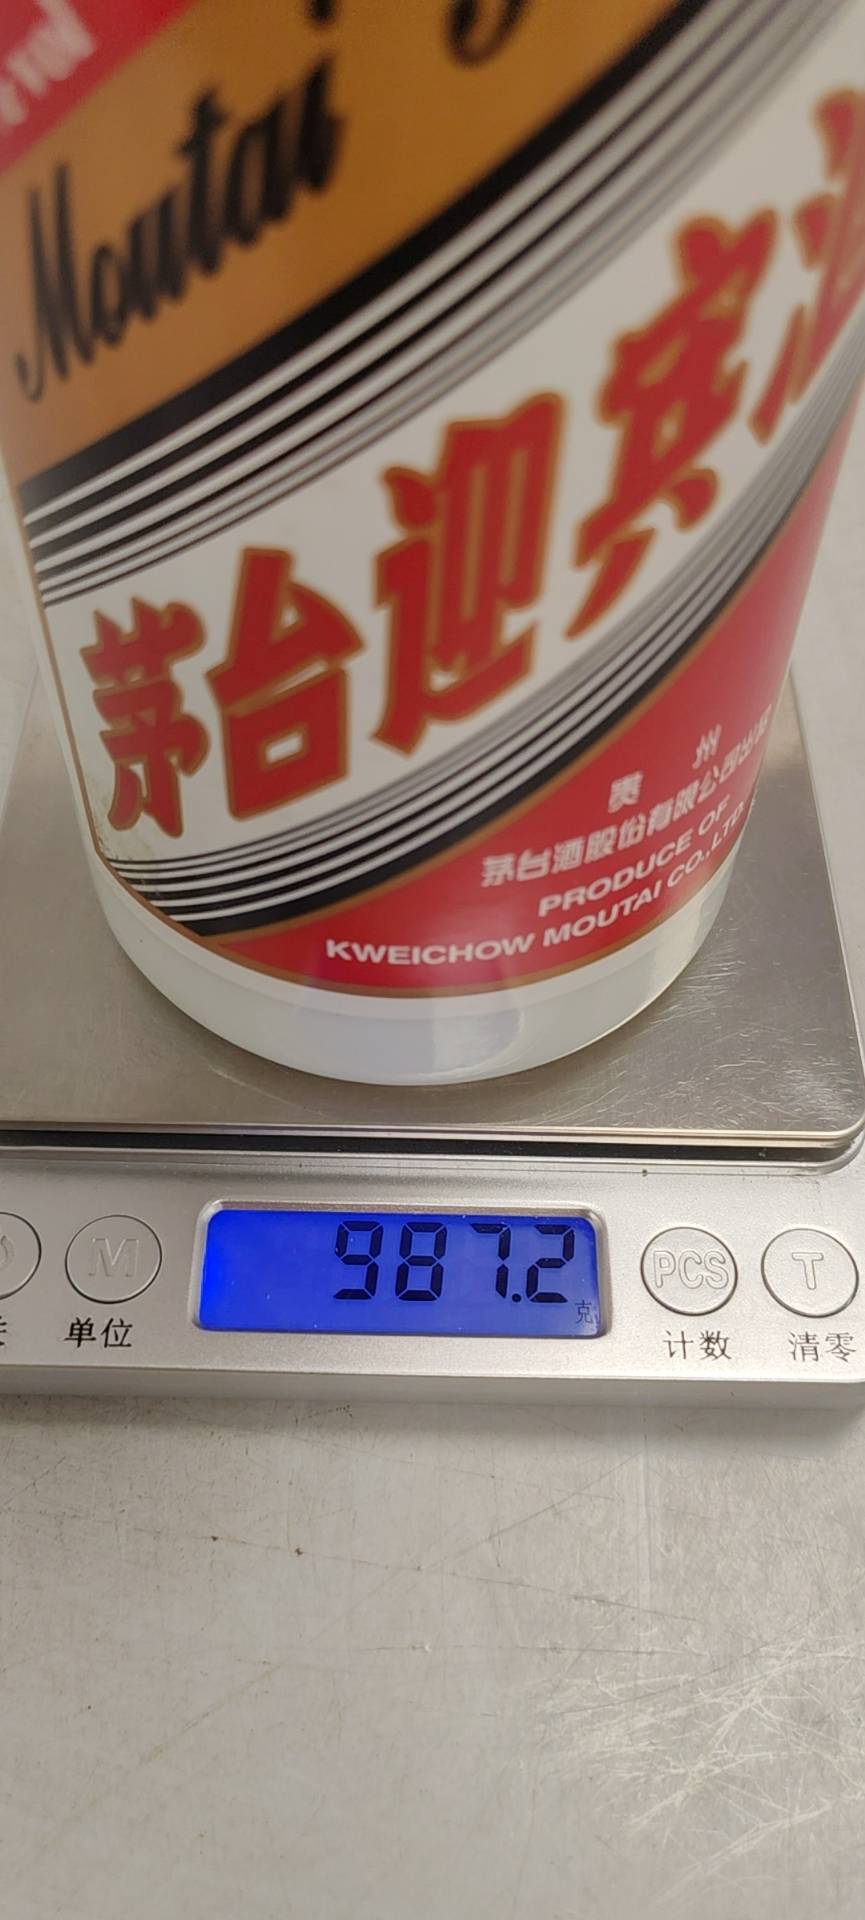 Moutai
茅台迎宾酒
贵州
茅台酒股份有限公司出品
PRODUCE OF
KWEICHOW MOUTAI CO.,LTD.
987.2
克
M
PCS
T
单位
计数
清零